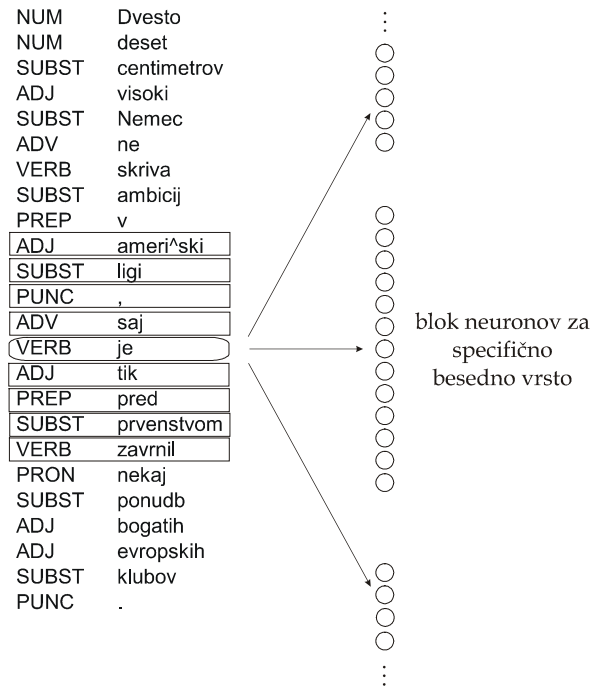 NUM Dvesto
NUM deset
SUBST centimetrov
ADJ visoki
SUBST Nemec
ADV ne
VERB skriva
SUBST ambicij
PREP v
ADJ ameri^ski
SUBST ligi
PUNC ,
ADV saj
VERB je
ADJ tik
PREP pred
SUBST prvenstvom
VERB zavrnil
PRON nekaj
SUBST ponudb
ADJ bogatih
ADJ evropskih
SUBST klubov
PUNC .
blok neuronov za
specifično
besedno vrsto